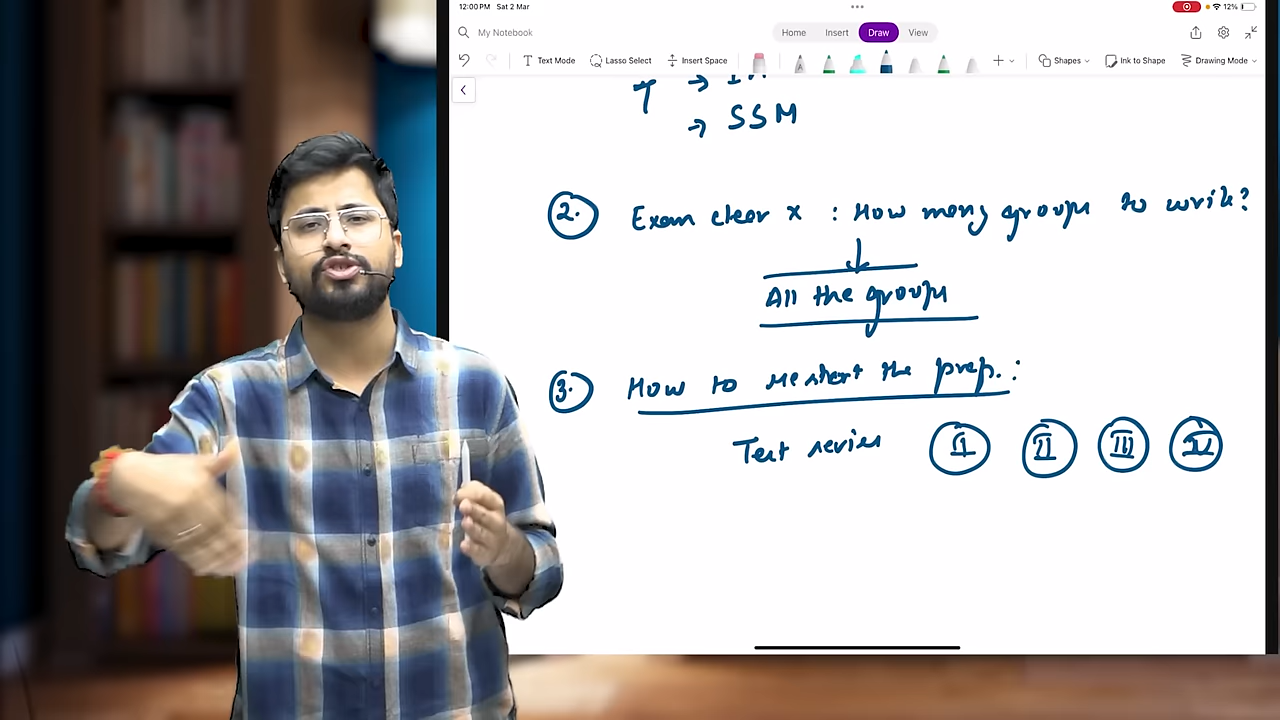 12:00 PM Sat 2 Mar
12%
My Notebook
Home Insert Draw View
Text Mode Lasso Select Insert Space Shapes Ink to Shape Drawing Mode
→ SSM
2. Exam clear x : How many groups to write?
All the groups
3. How to restart the prep. :
Test series I II III IV